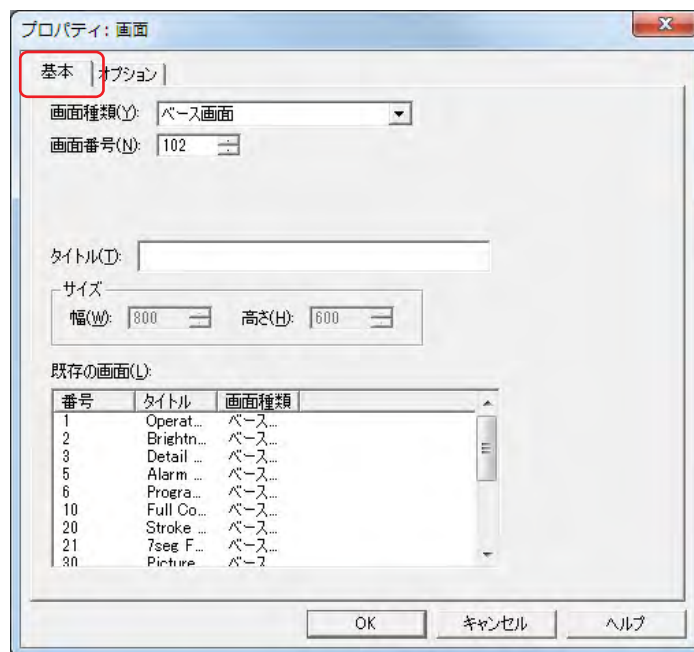 プロパティ: 画面
基本 オプション
画面種類(Y): ベース画面
画面番号(N): 102
タイトル(T):
サイズ
幅(W): 800 高さ(H): 600
既存の画面(L):
番号 タイトル 画面種類
1 Operat... ベース...
2 Brightn... ベース...
3 Detail ... ベース...
5 Alarm ... ベース...
6 Progra... ベース...
10 Full Co... ベース...
20 Stroke ... ベース...
21 7seg F... ベース...
30 Picture ベース
OK キャンセル ヘルプ